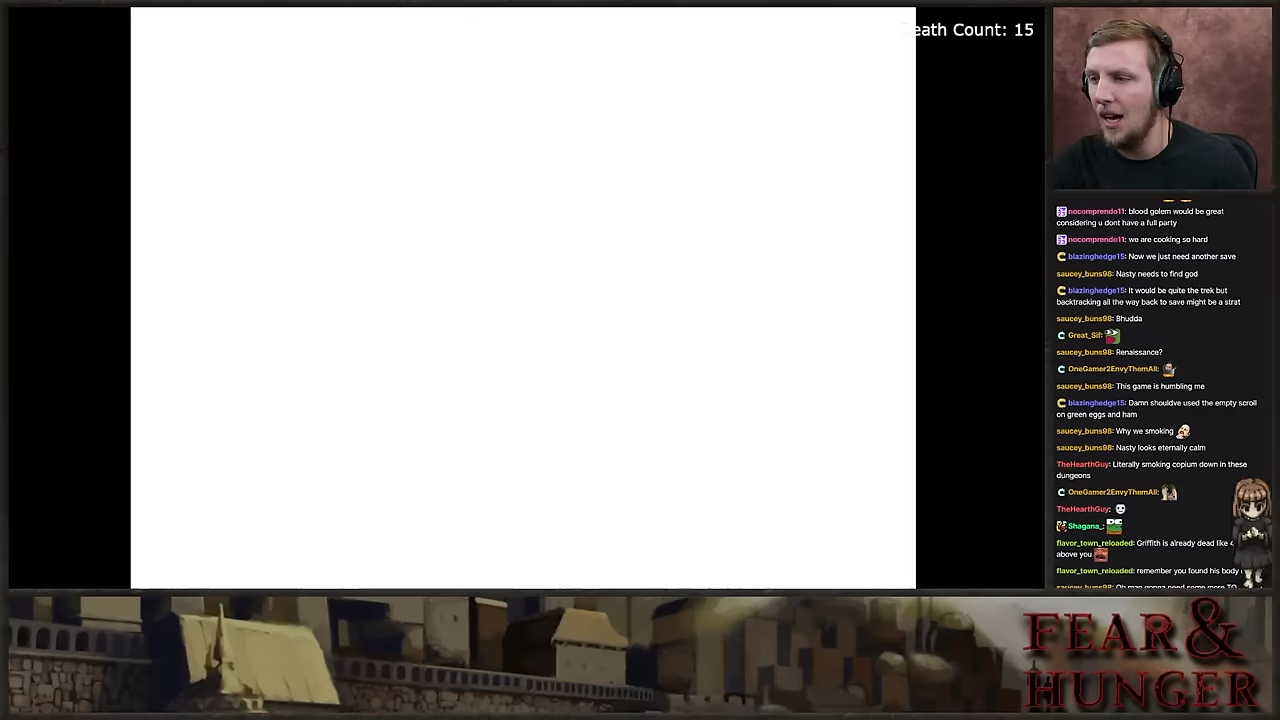 eath Count: 15
nocomprendo11: blood golem would be great
considering u dont have a full party
nocomprendo11: we are cooking so hard
blazinghedge15: Now we just need another save
saucey_buns98: Nasty needs to find god
blazinghedge15: It would be quite the trek but
backtracking all the way back to save might be a strat
saucey_buns98: Bhudda
Great_Sif:
saucey_buns98: Renaissance?
OneGamer2EnvyThemAll:
saucey_buns98: This game is humbling me
blazinghedge15: Damn shouldve used the empty scroll
on green eggs and ham
saucey_buns98: Why we smoking
saucey_buns98: Nasty looks eternally calm
TheHearthGuy: Literally smoking copium down in these
dungeons
OneGamer2EnvyThemAll:
TheHearthGuy:
Shagana_:
flavor_town_reloaded: Griffith is already dead like
above you
flavor_town_reloaded: remember you found his body
FEAR &
HUNGER